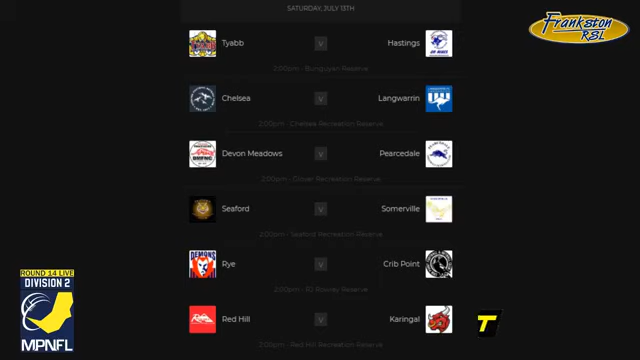 SATURDAY, JULY 13TH
Frankston
RSL
Tyabb V Hastings
2:00pm - Bunguyan Reserve
Chelsea V Langwarrin
2:00pm - Chelsea Recreation Reserve
Devon Meadows V Pearcedale
2:00pm - Glover Recreation Reserve
Seaford V Somerville
2:00pm - Seaford Recreation Reserve
Rye V Crib Point
DEMONS
2:00pm - RJ Rowley Reserve
Red Hill V Karingal
2:00pm - Red Hill Recreation Reserve
ROUND 14 LIVE
DIVISION 2
MPNFL
T